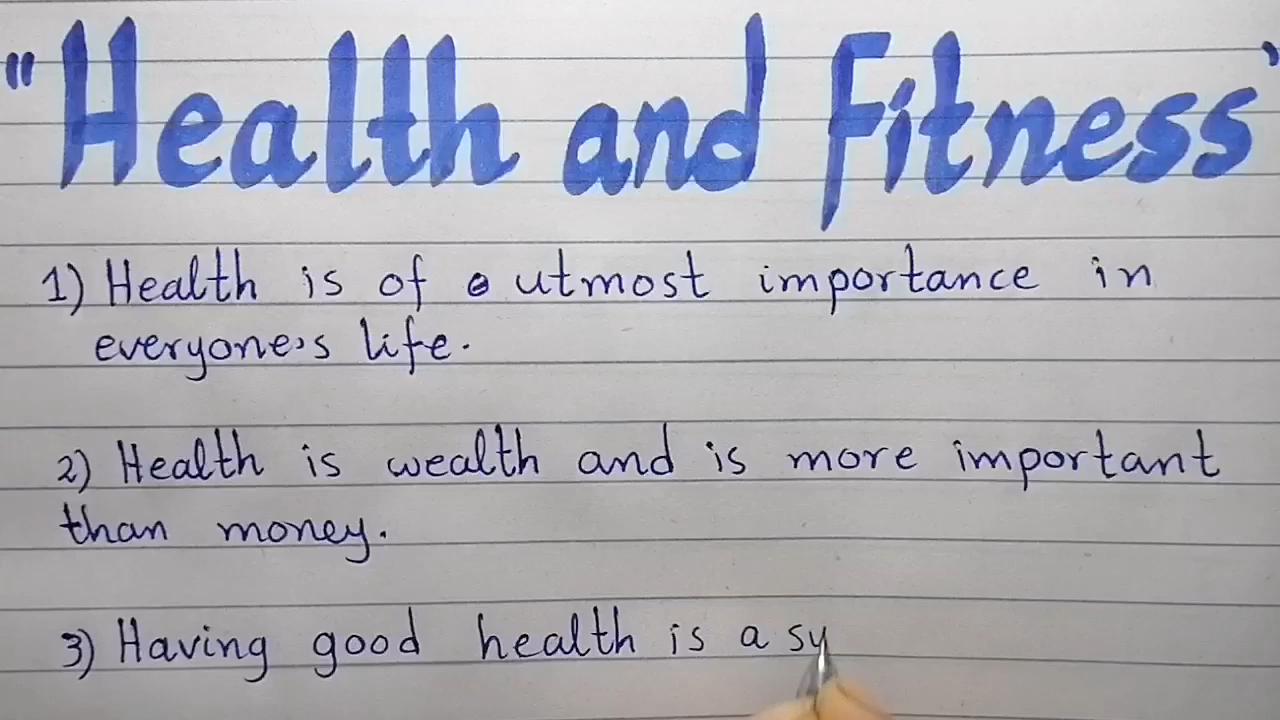 "Health and Fitness'
1) Health is of utmost importance in
everyone's life.
2) Health is wealth and is more important
than money.
3) Having good health is a sy